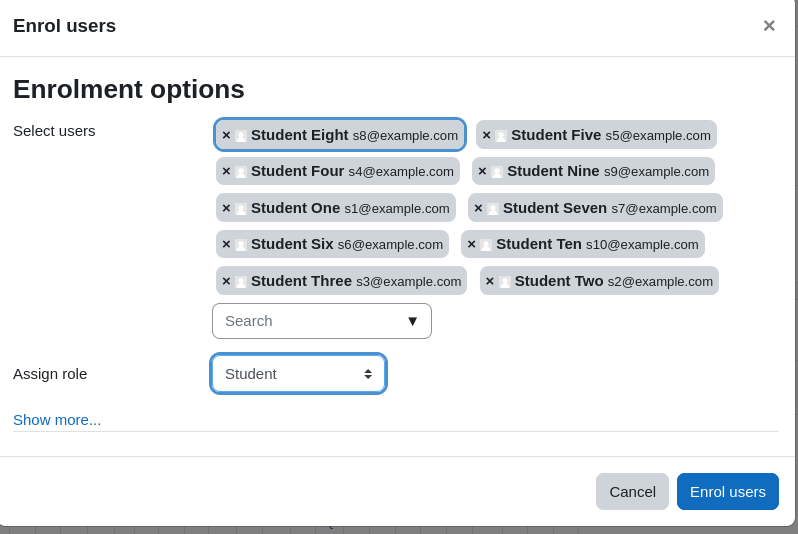 Enrol users ×
Enrolment options
Select users
× Student Eight s8@example.com × Student Five s5@example.com
× Student Four s4@example.com × Student Nine s9@example.com
× Student One s1@example.com × Student Seven s7@example.com
× Student Six s6@example.com × Student Ten s10@example.com
× Student Three s3@example.com × Student Two s2@example.com
Search ▼
Assign role Student
Show more...
Cancel Enrol users